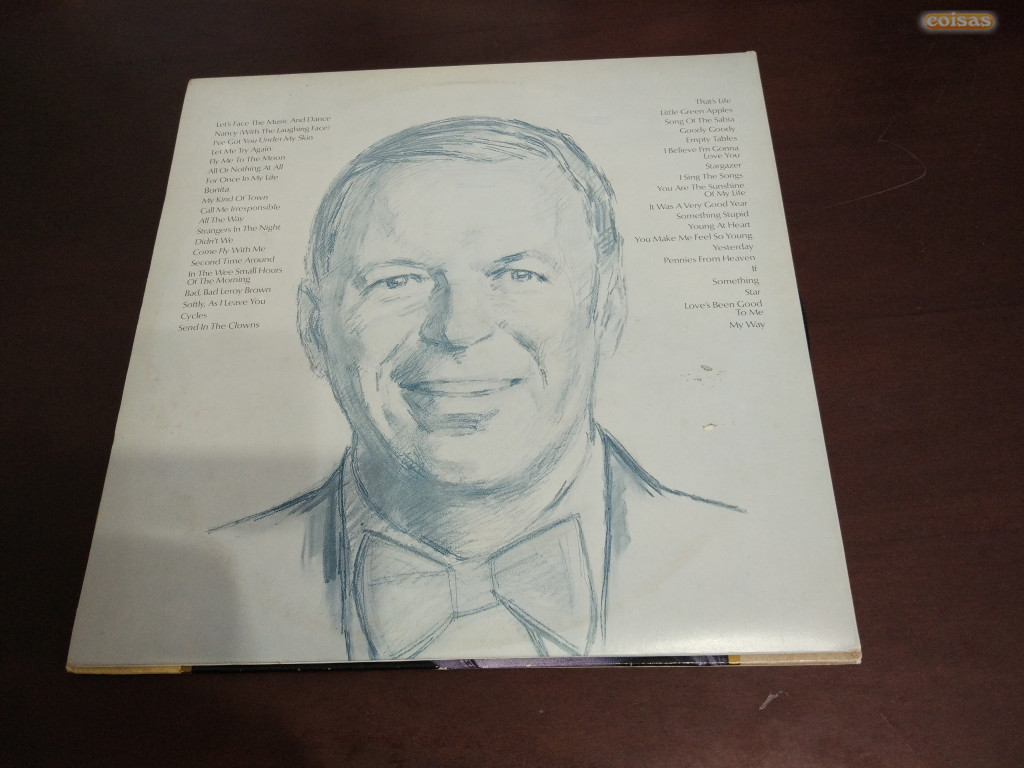 coisas
Let's Face The Music And Dance
Nancy (With The Laughing Face)
I've Got You Under My Skin
Let Me Try Again
Fly Me To The Moon
All Or Nothing At All
For Once In My Life
Bonita
My Kind Of Town
Call Me Irresponsible
All The Way
Strangers In The Night
Didn't We
Come Fly With Me
Second Time Around
In The Wee Small Hours
Of The Morning
Bad, Bad Leroy Brown
Softly, As I Leave You
Cycles
Send In The Clowns
That's Life
Little Green Apples
Song Of The Sabia
Goody Goody
Empty Tables
I Believe I'm Gonna
Love You
Stargazer
I Sing The Songs
You Are The Sunshine
Of My Life
It Was A Very Good Year
Something Stupid
Young At Heart
You Make Me Feel So Young
Yesterday
Pennies From Heaven
If
Something
Star
Love's Been Good
To Me
My Way